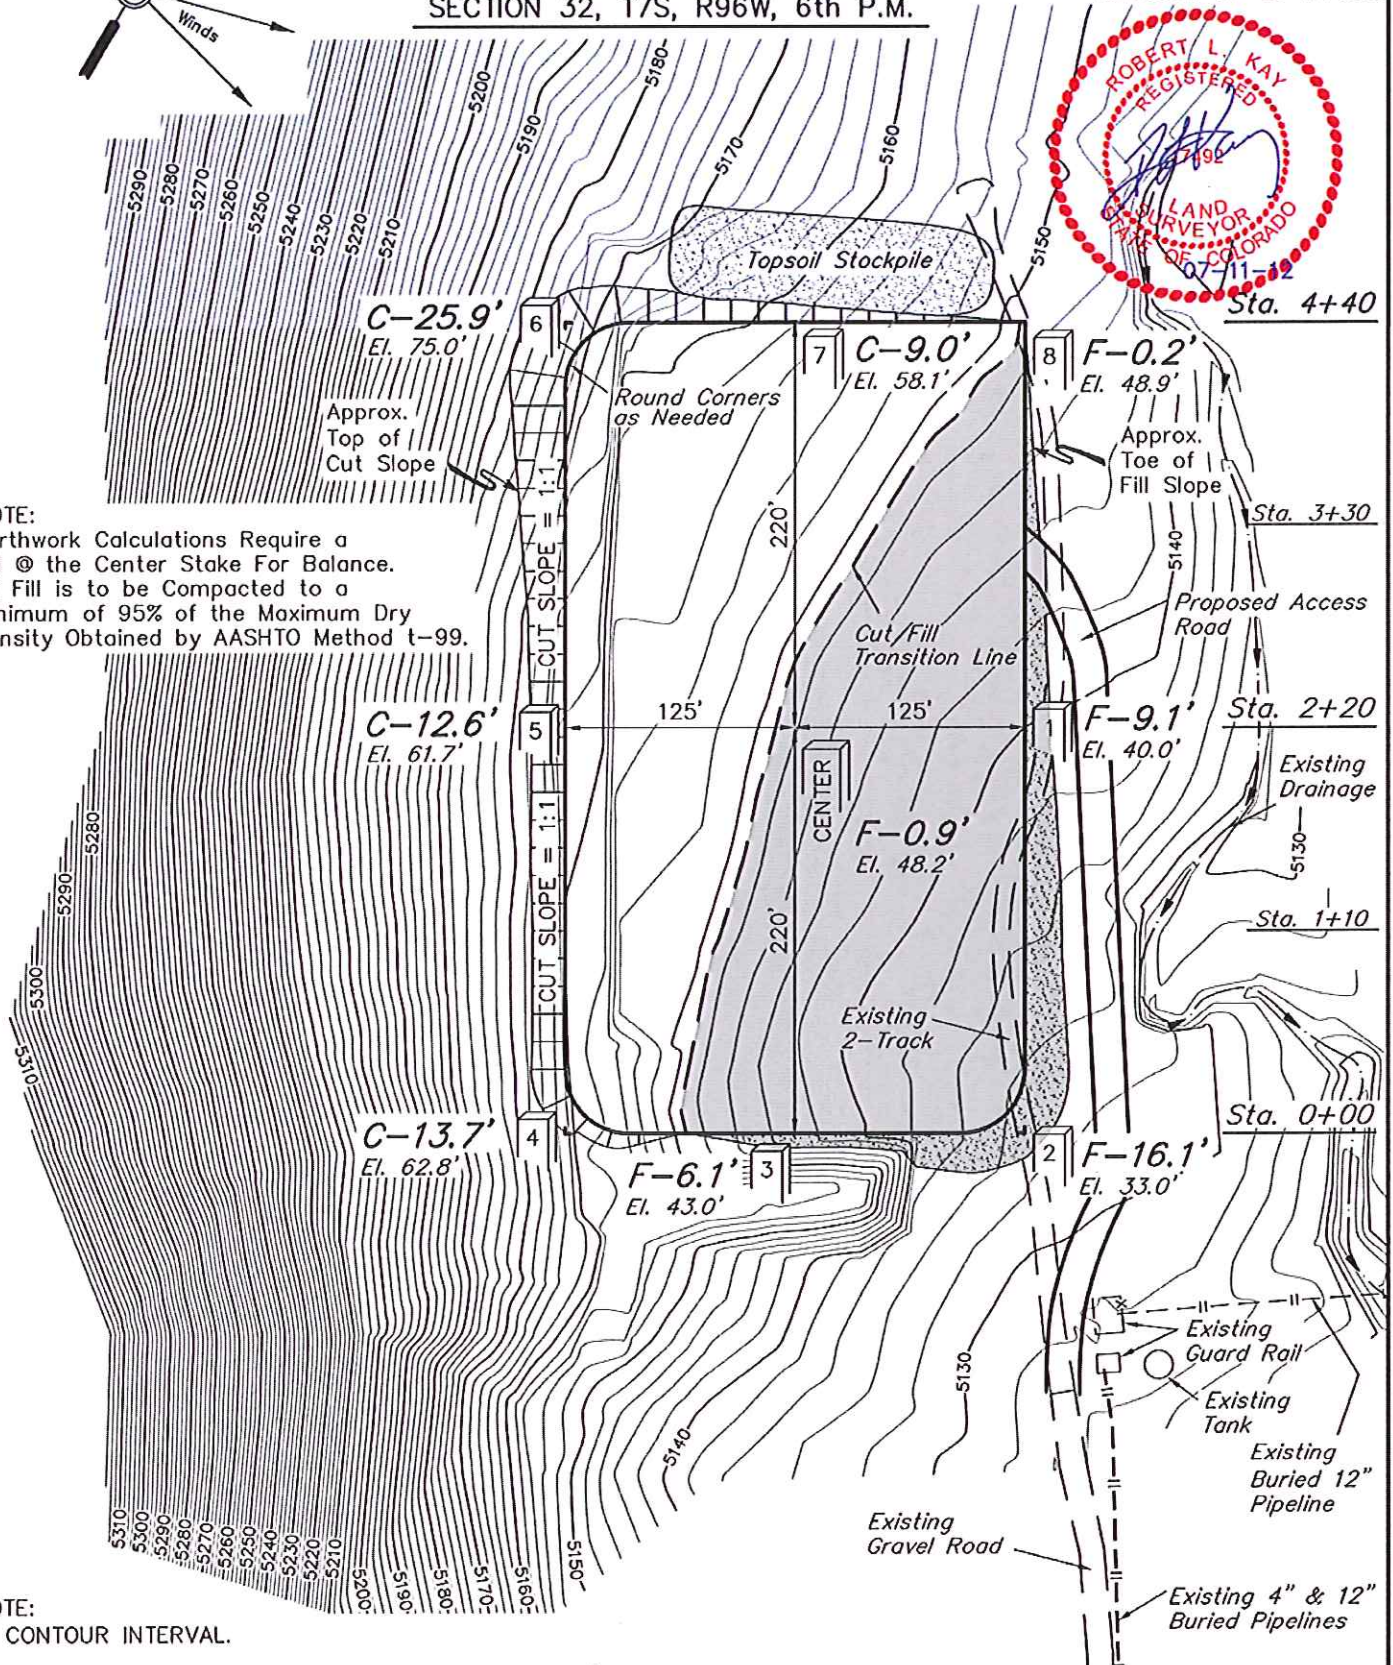 SECTION 32, T7S, R96W, 6th P.M.
Winds
5200
5190
5180
5170
5160
5150
ROBERT L. KAY
REGISTERED
LAND
SURVEYOR
STATE OF COLORADO
07-11-12
5290
5280
5270
5260
5250
5240
5230
5220
5210
Topsoil Stockpile
Sta. 4+40
C-25.9'
El. 75.0'
6
7
C-9.0'
El. 58.1'
8
F-0.2'
El. 48.9'
Round Corners
as Needed
Approx.
Top of
Cut Slope
Approx.
Toe of
Fill Slope
CUT SLOPE = 1:1
220'
Sta. 3+30
5140
@ the Center Stake For Balance.
Fill is to be Compacted to a
of 95% of the Maximum Dry
Obtained by AASHTO Method t-99.
Calculations Require a
Proposed Access
Road
Cut/Fill
Transition Line
C-12.6'
El. 61.7'
5
125'
125'
1
F-9.1'
El. 40.0'
Sta. 2+20
CENTER
F-0.9'
El. 48.2'
Existing
Drainage
5130
5280
5290
5300
5310
CUT SLOPE = 1:1
220'
Sta. 1+10
Existing
2-Track
C-13.7'
El. 62.8'
4
F-6.1'
El. 43.0'
3
2
F-16.1'
El. 33.0'
Sta. 0+00
Existing
Guard Rail
Existing
Tank
Existing
Buried 12"
Pipeline
5130
5140
5150
5310
5300
5290
5280
5270
5260
5250
5240
5230
5220
5210
5200
5190
5180
5170
5160
Existing
Gravel Road
Existing 4" & 12"
Buried Pipelines
CONTOUR INTERVAL.